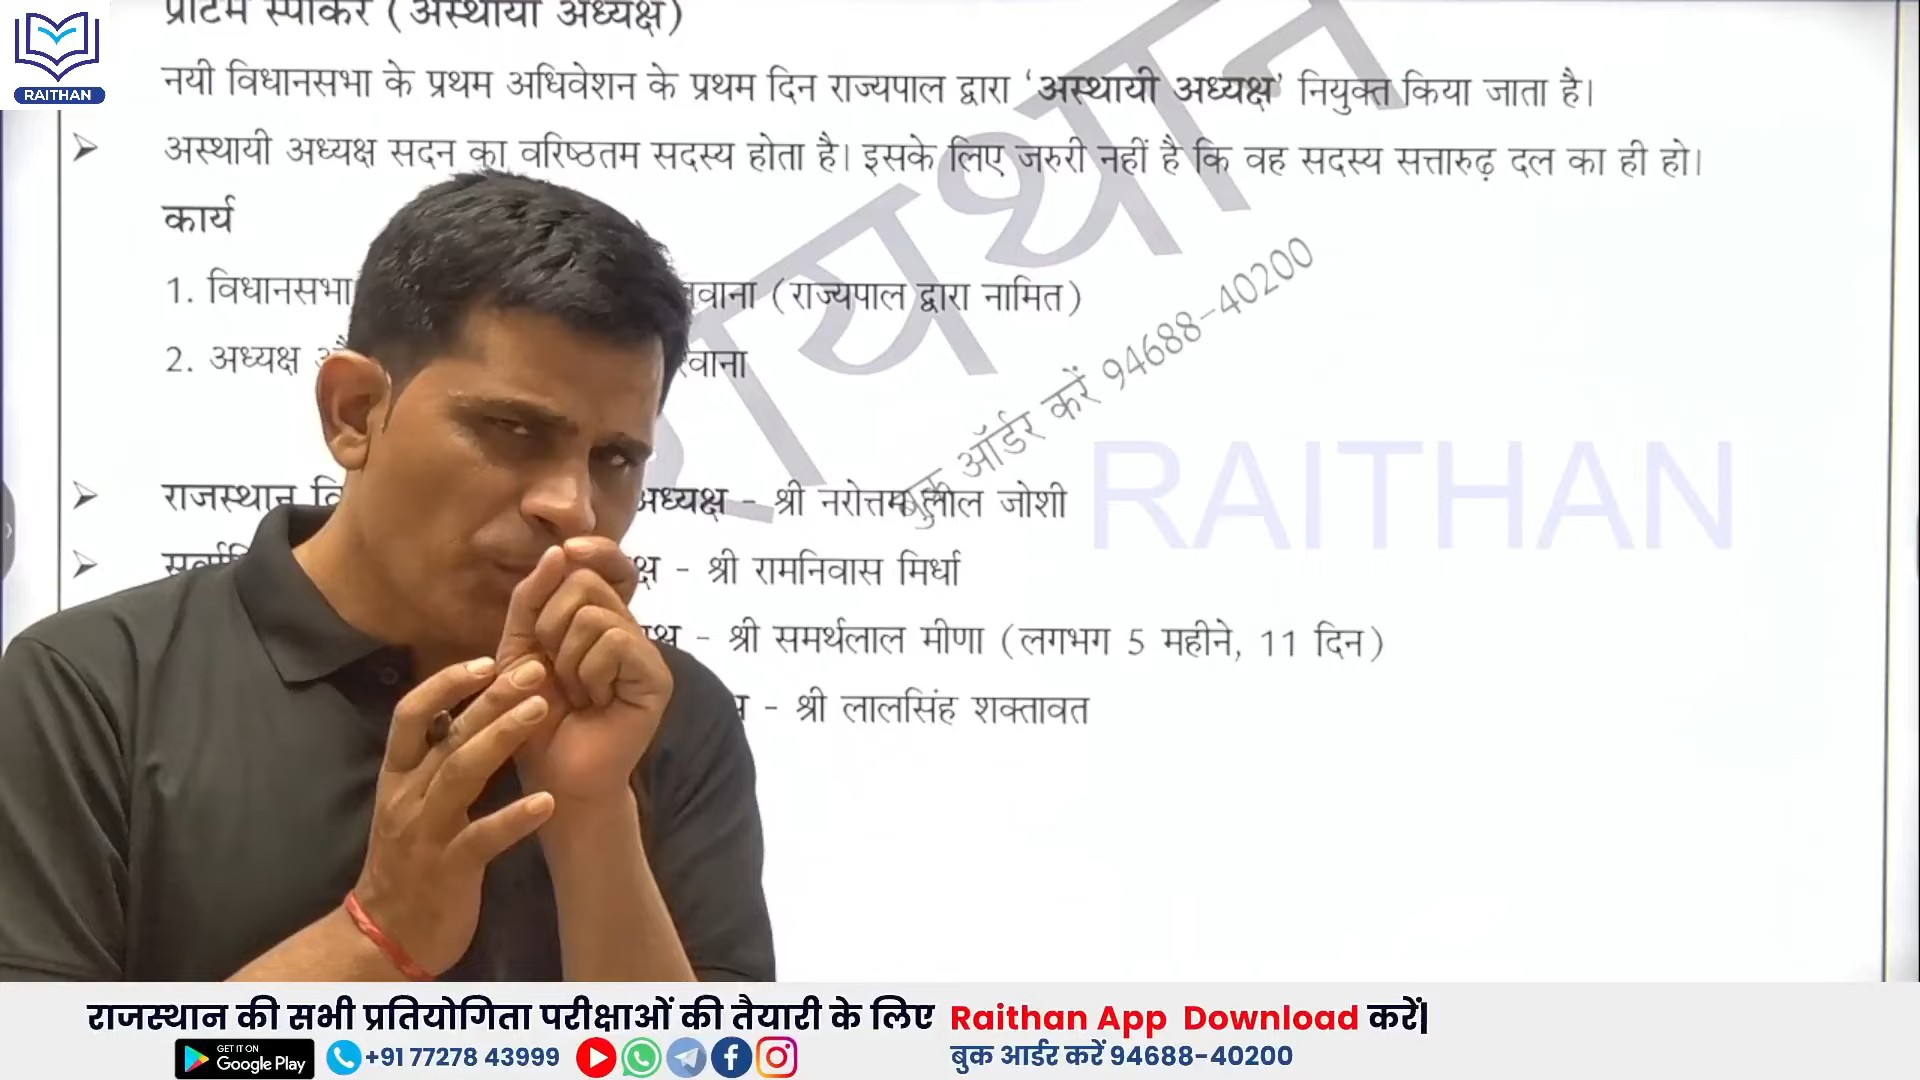 RAITHAN
प्रोटेम स्पीकर (अस्थायी अध्यक्ष)
नयी विधानसभा के प्रथम अधिवेशन के प्रथम दिन राज्यपाल द्वारा ‘अस्थायी अध्यक्ष’ नियुक्त किया जाता है।
➢ अस्थायी अध्यक्ष सदन का वरिष्ठतम सदस्य होता है। इसके लिए जरुरी नहीं है कि वह सदस्य सत्तारुढ़ दल का ही हो।
कार्य
1. विधानसभा (राज्यपाल द्वारा नामित)
2. अध्यक्ष
➢ राजस्थान अध्यक्ष - श्री नरोत्तम लाल जोशी
➢ - श्री रामनिवास मिर्धा
- श्री समर्थलाल मीणा (लगभग 5 महीने, 11 दिन)
- श्री लालसिंह शक्तावत
रायथान
बुक ऑर्डर करें 94688-40200
RAITHAN
राजस्थान की सभी प्रतियोगिता परीक्षाओं की तैयारी के लिए Raithan App Download करें|
GET IT ON
Google Play
+91 77278 43999
बुक आर्डर करें 94688-40200